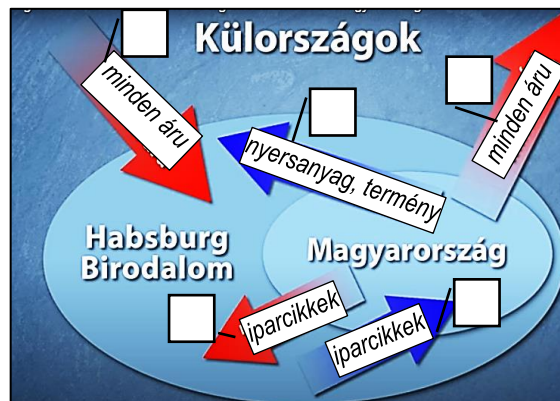 Külországok
minden áru
minden áru
nyersanyag, termény
Habsburg
Birodalom
Magyarország
iparcikkek
iparcikkek